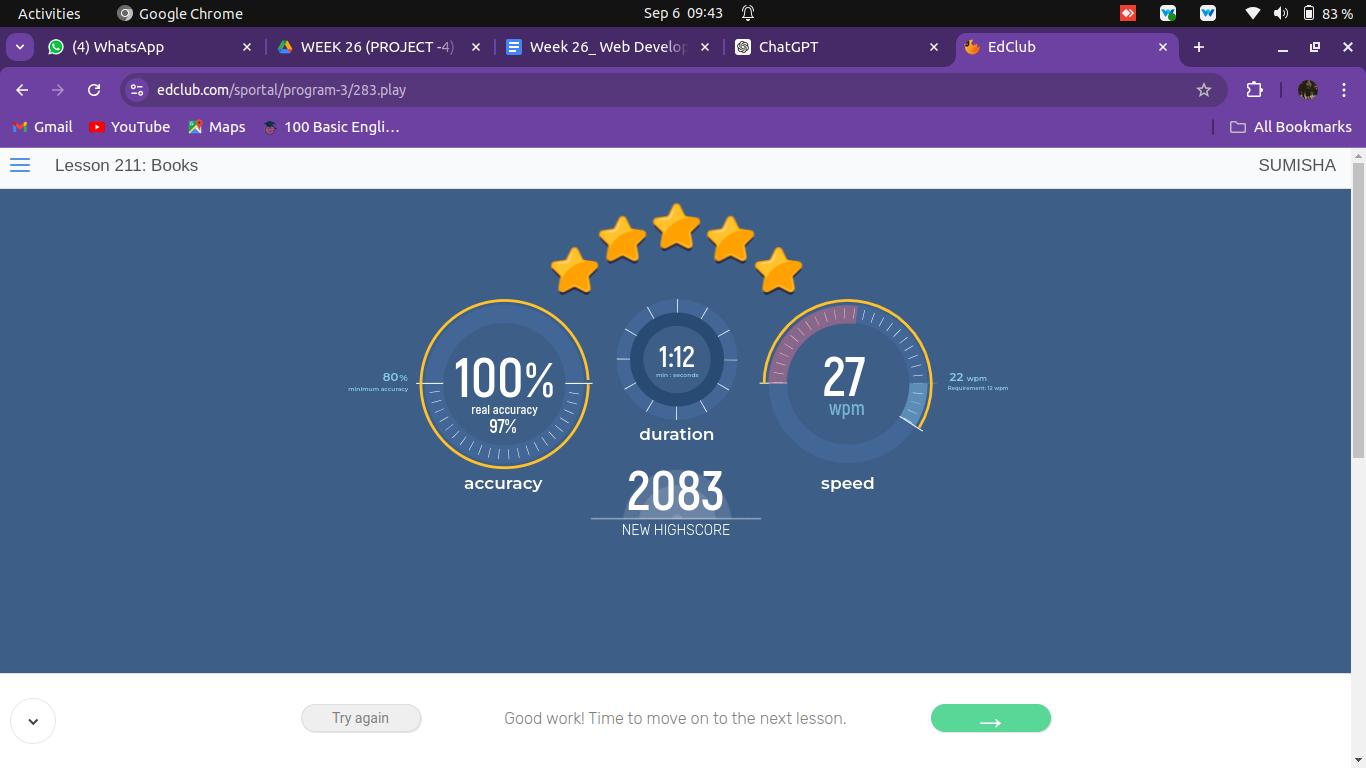 Activities
Google Chrome
Sep 6 09:43
83 %
(4) WhatsApp
WEEK 26 (PROJECT -4)
Week 26_ Web Develop
ChatGPT
EdClub
edclub.com/sportal/program-3/283.play
Gmail
YouTube
Maps
100 Basic Engli…
All Bookmarks
Lesson 211: Books
SUMISHA
80%
minimum accuracy
100%
real accuracy
97%
accuracy
1:12
min : seconds
duration
27
wpm
22 wpm
Requirement: 12 wpm
speed
2083
NEW HIGHSCORE
Try again
Good work! Time to move on to the next lesson.
→